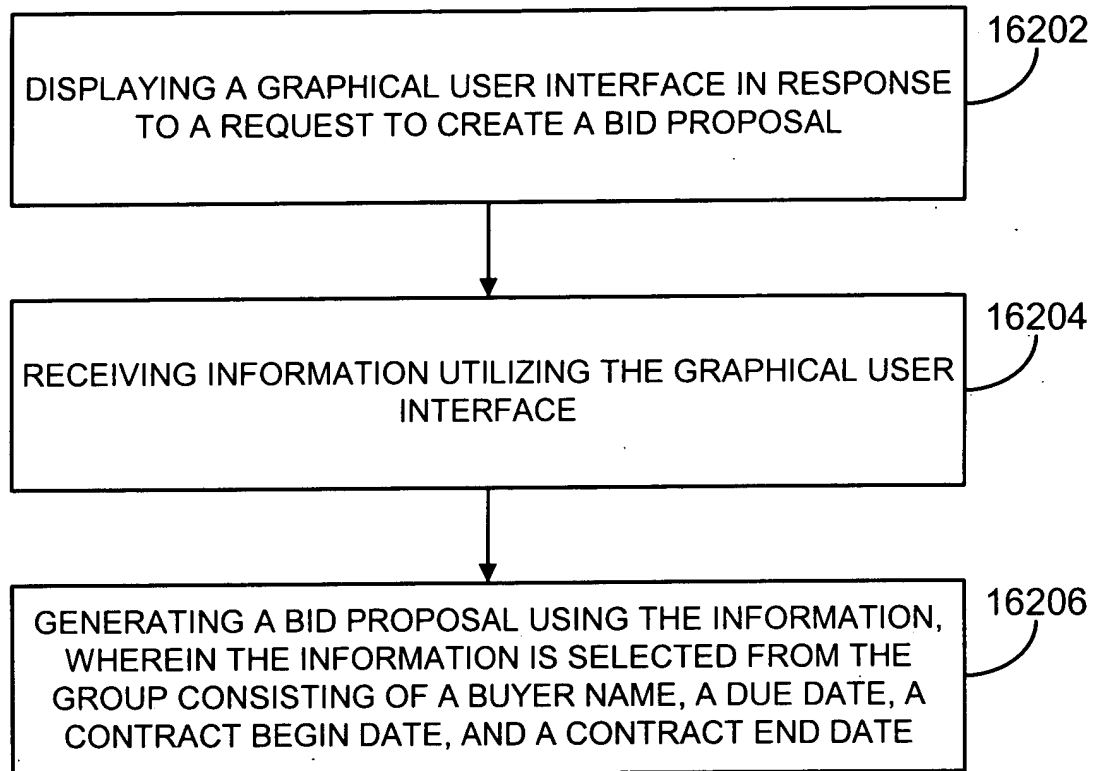 16202
DISPLAYING A GRAPHICAL USER INTERFACE IN RESPONSE
TO A REQUEST TO CREATE A BID PROPOSAL
16204
RECEIVING INFORMATION UTILIZING THE GRAPHICAL USER
INTERFACE
16206
GENERATING A BID PROPOSAL USING THE INFORMATION,
WHEREIN THE INFORMATION IS SELECTED FROM THE
GROUP CONSISTING OF A BUYER NAME, A DUE DATE, A
CONTRACT BEGIN DATE, AND A CONTRACT END DATE